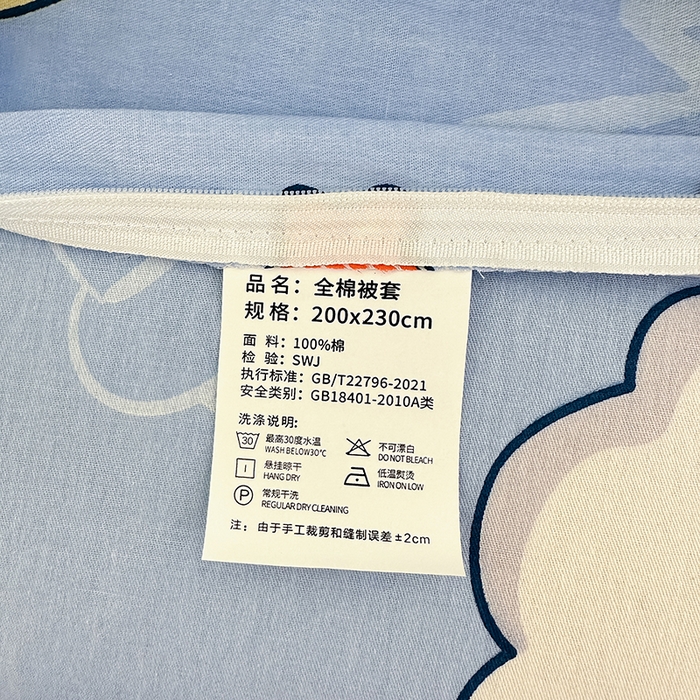 品 名：全棉被套
规 格：200x230cm
面 料：100%棉
检 验：SWJ
执行标准：GB/T22796-2021
安全类别：GB18401-2010A类
洗涤说明:
30 最高30度水温
WASH BELOW30℃
不可漂白
DO NOT BLEACH
悬挂晾干
HANG DRY
低温熨烫
IRON ON LOW
P 常规干洗
REGULAR DRY CLEANING
注：由于手工裁剪和缝制误差±2cm